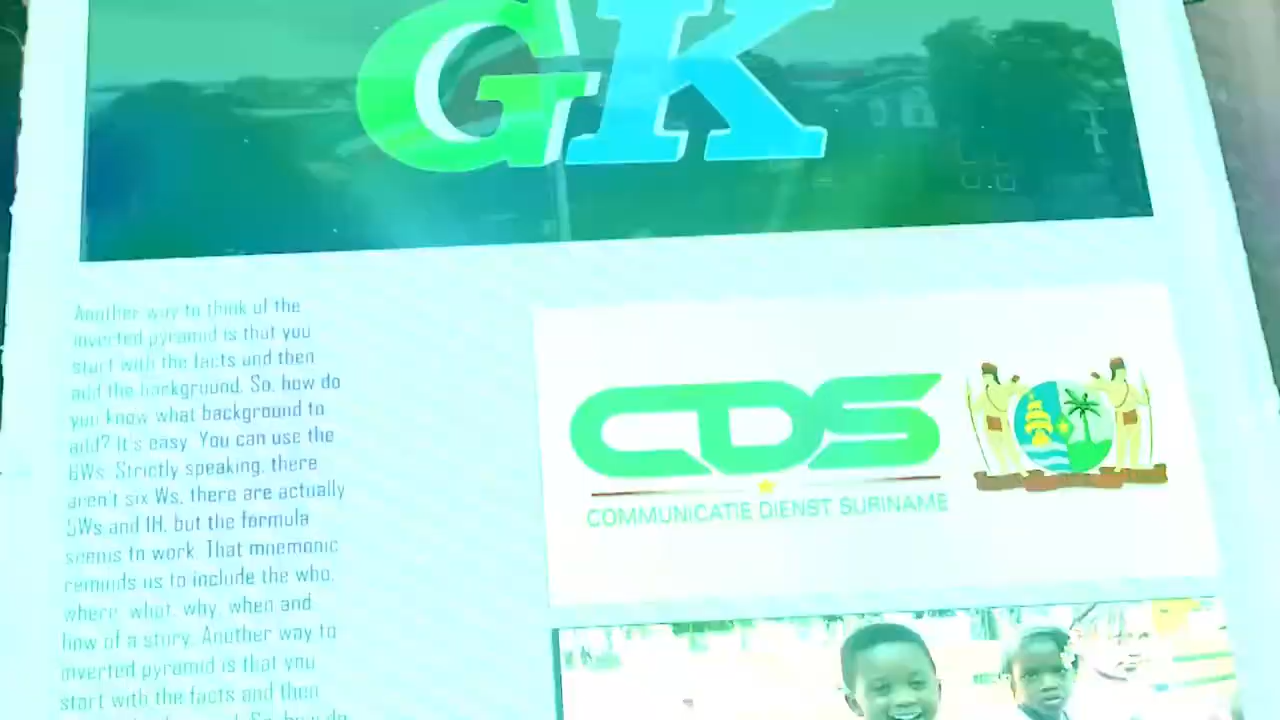 GK
Another way to think of the
inverted pyramid is that you
start with the facts and then
add the background. So, how do
you know what background to
add? It's easy. You can use the
6Ws. Strictly speaking, there
aren't six Ws, there are actually
5Ws and 1H, but the formula
seems to work. That mnemonic
reminds us to include the who,
where, what, why, when and
how of a story. Another way to
inverted pyramid is that you
start with the facts and then
CDS
COMMUNICATIE DIENST SURINAME